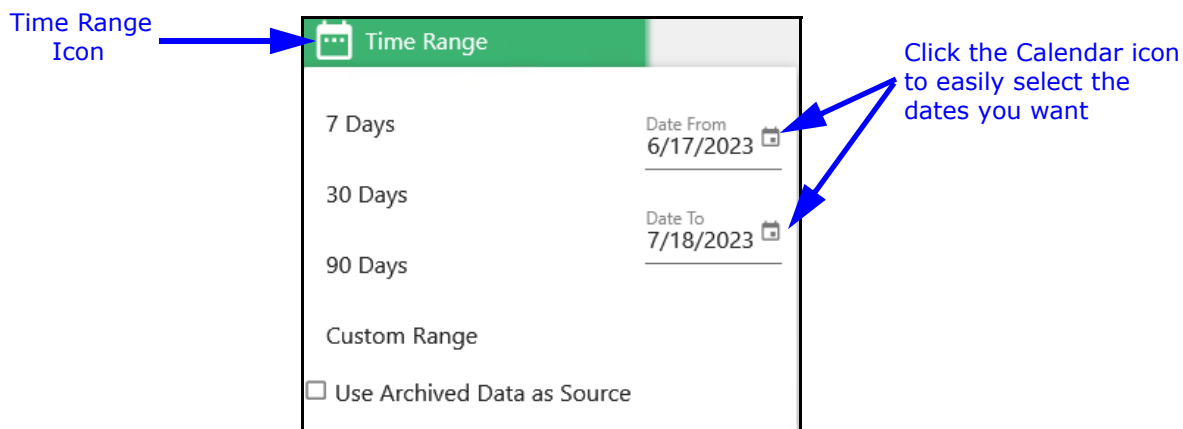 Time Range
Icon
Time Range
Click the Calendar icon
to easily select the
dates you want
7 Days
Date From
6/17/2023
30 Days
Date To
7/18/2023
90 Days
Custom Range
Use Archived Data as Source